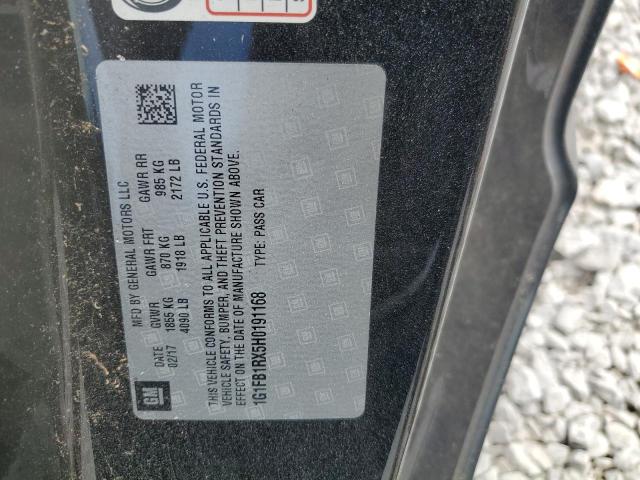 GM
MFD BY GENERAL MOTORS LLC
DATE GVWR GAWR FRT GAWR RR
02/17 1855 KG 870 KG 985 KG
4090 LB 1918 LB 2172 LB
THIS VEHICLE CONFORMS TO ALL APPLICABLE U.S. FEDERAL MOTOR
VEHICLE SAFETY, BUMPER, AND THEFT PREVENTION STANDARDS IN
EFFECT ON THE DATE OF MANUFACTURE SHOWN ABOVE.
1G1FB1RX5H0191168 TYPE: PASS CAR